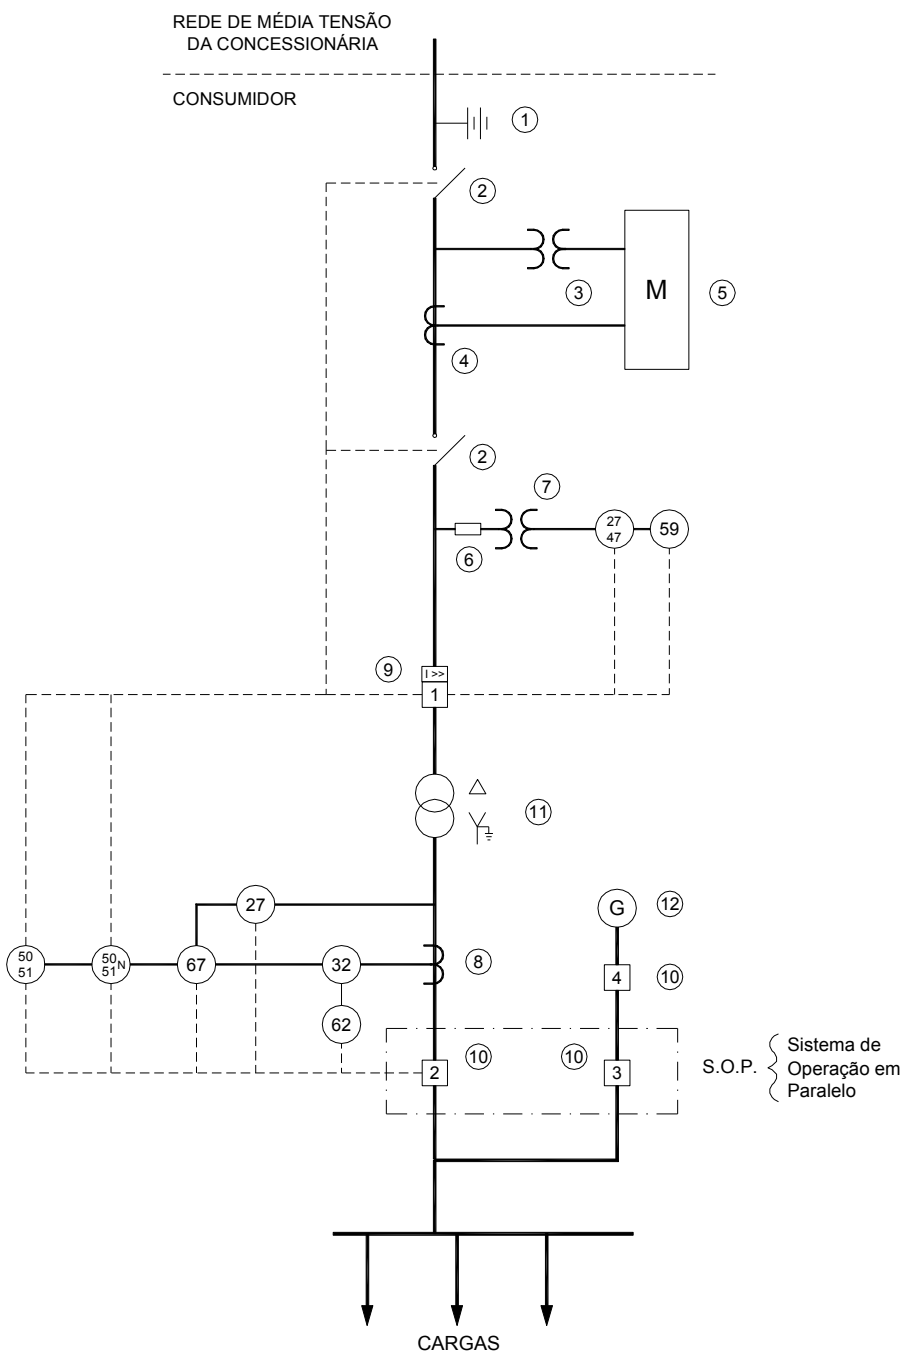 REDE DE MÉDIA TENSÃO
DA CONCESSIONÁRIA
CONSUMIDOR
1
2
3
M
5
4
2
7
27
47
59
6
9
I >>
1
11
27
G
12
50
51
50
51
N
67
32
8
4
10
62
2
10
10
3
S.O.P.
Sistema de
Operação em
Paralelo
CARGAS